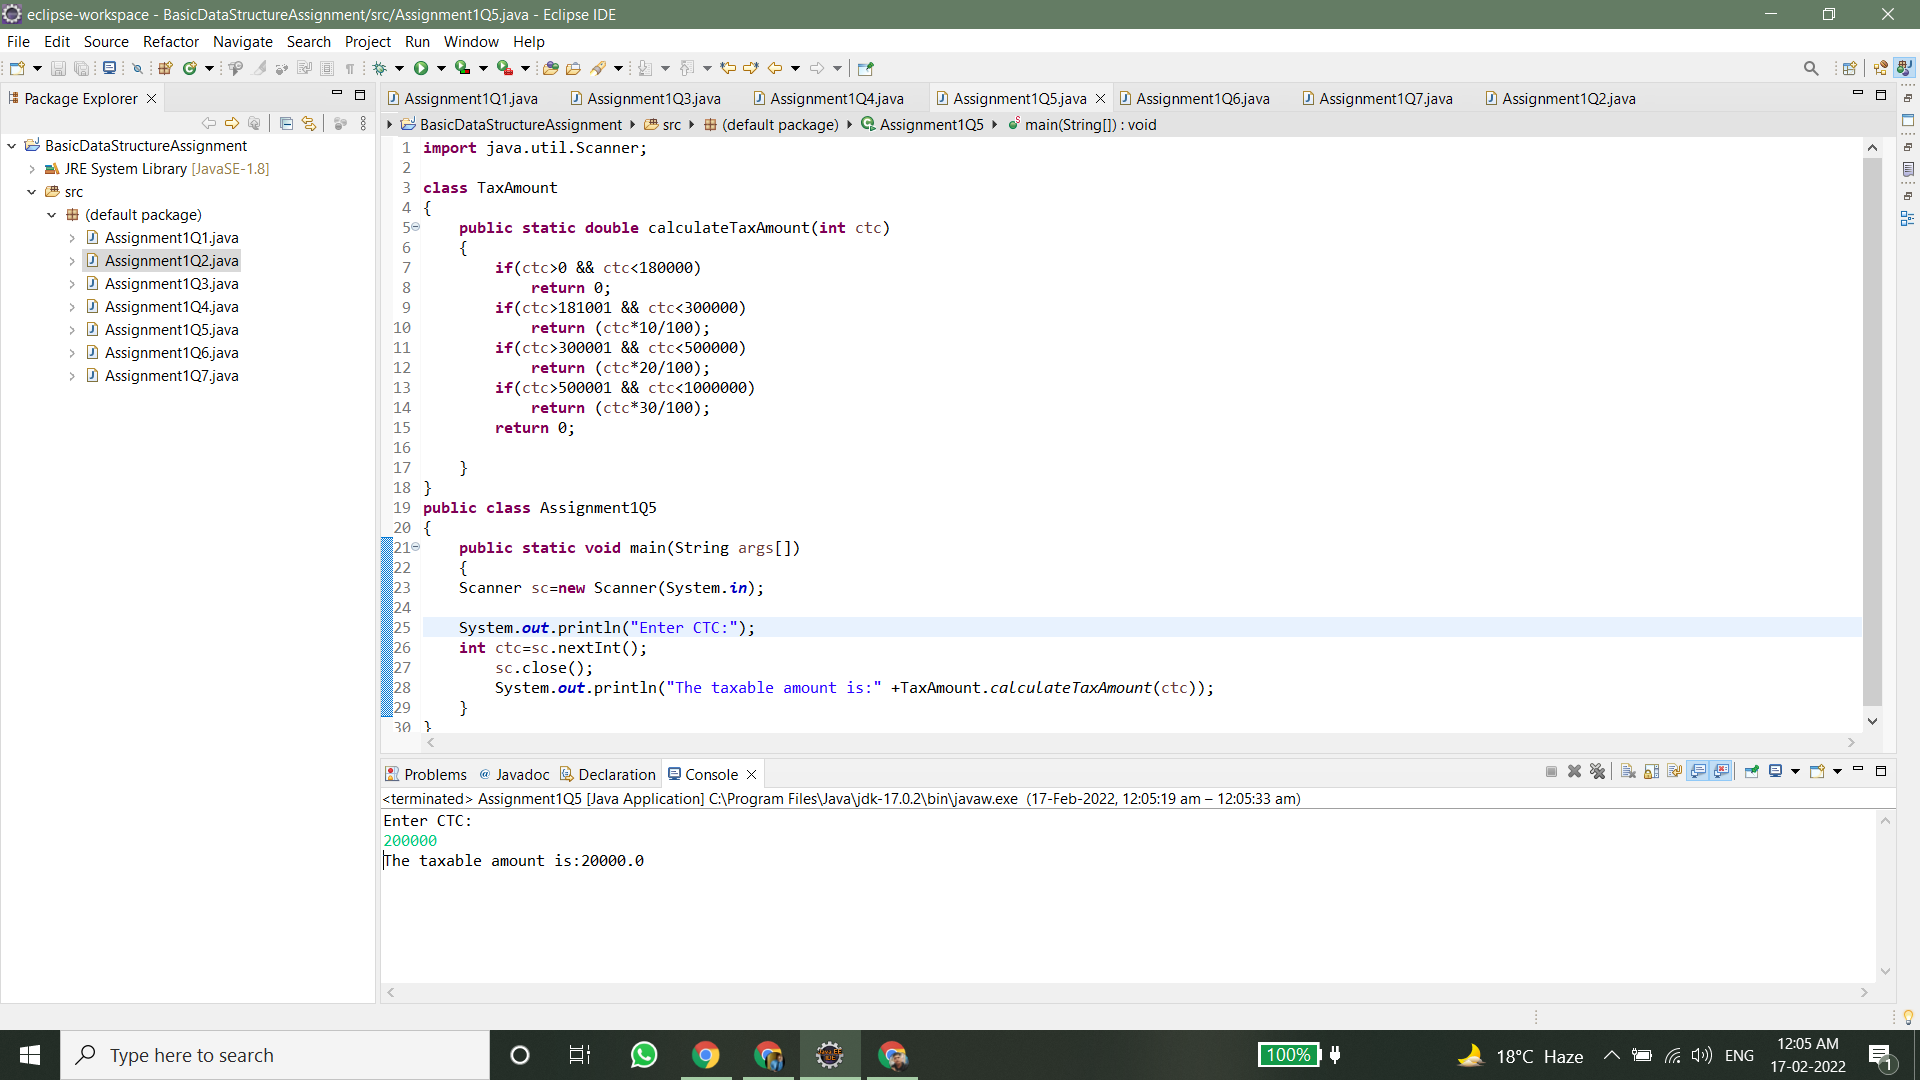 eclipse-workspace - BasicDataStructureAssignment/src/Assignment1Q5.java - Eclipse IDE
File Edit Source Refactor Navigate Search Project Run Window Help
Package Explorer
BasicDataStructureAssignment
JRE System Library [JavaSE-1.8]
src
(default package)
Assignment1Q1.java
Assignment1Q2.java
Assignment1Q3.java
Assignment1Q4.java
Assignment1Q5.java
Assignment1Q6.java
Assignment1Q7.java
Assignment1Q1.java Assignment1Q3.java Assignment1Q4.java Assignment1Q5.java Assignment1Q6.java Assignment1Q7.java Assignment1Q2.java
BasicDataStructureAssignment src (default package) Assignment1Q5 main(String[]) : void
1 import java.util.Scanner;
2
3 class TaxAmount
4 {
5 public static double calculateTaxAmount(int ctc)
6 {
7 if(ctc>0 && ctc<180000)
8 return 0;
9 if(ctc>181001 && ctc<300000)
10 return (ctc*10/100);
11 if(ctc>300001 && ctc<500000)
12 return (ctc*20/100);
13 if(ctc>500001 && ctc<1000000)
14 return (ctc*30/100);
15 return 0;
16
17 }
18 }
19 public class Assignment1Q5
20 {
21 public static void main(String args[])
22 {
23 Scanner sc=new Scanner(System.in);
24
25 System.out.println("Enter CTC:");
26 int ctc=sc.nextInt();
27 sc.close();
28 System.out.println("The taxable amount is:" +TaxAmount.calculateTaxAmount(ctc));
29 }
30 }
Problems @ Javadoc Declaration Console
<terminated> Assignment1Q5 [Java Application] C:\Program Files\Java\jdk-17.0.2\bin\javaw.exe (17-Feb-2022, 12:05:19 am – 12:05:33 am)
Enter CTC:
200000
The taxable amount is:20000.0
Type here to search
100%
18°C Haze
ENG
12:05 AM
17-02-2022
1